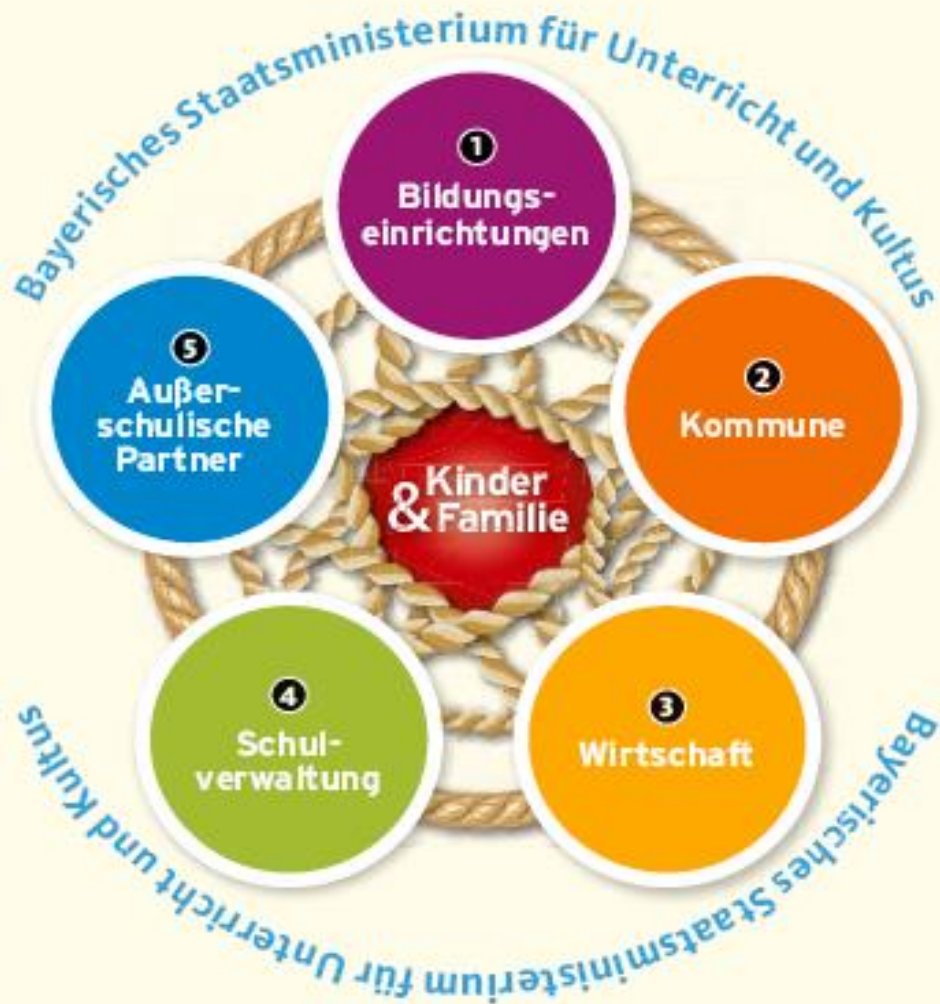 Bayerisches Staatsministerium für Unterricht und Kultus
1
Bildungs-
einrichtungen
2
Kommune
3
Wirtschaft
4
Schul-
verwaltung
5
Außer-
schulische
Partner
Kinder
& Familie
Bayerisches Staatsministerium für Unterricht und Kultus